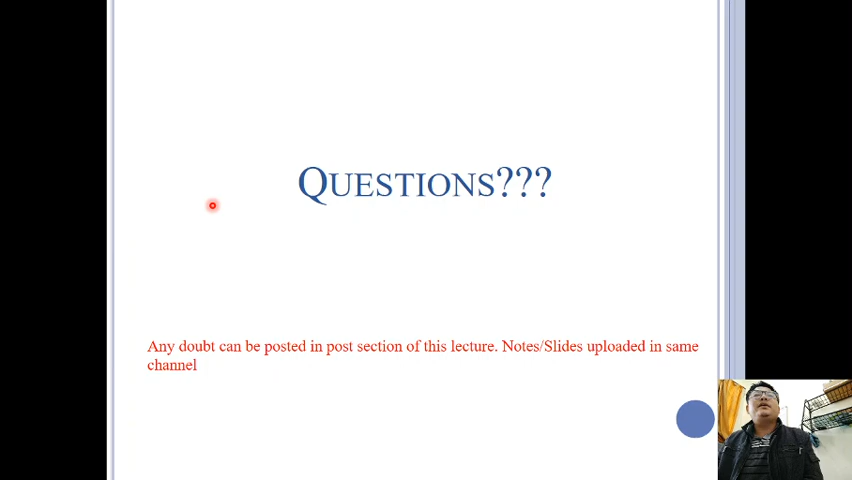 QUESTIONS???
Any doubt can be posted in post section of this lecture. Notes/Slides uploaded in same
channel